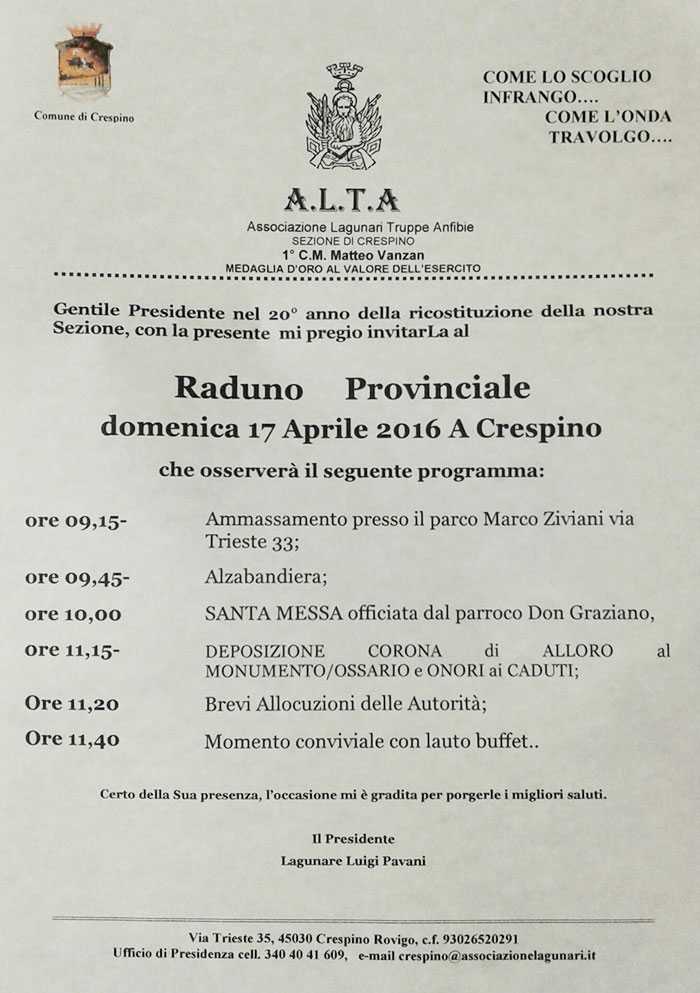 Comune di Crespino
COME LO SCOGLIO
INFRANGO....
COME L'ONDA
TRAVOLGO....
A.L.T.A
Associazione Lagunari Truppe Anfibie
SEZIONE DI CRESPINO
1° C.M. Matteo Vanzan
MEDAGLIA D'ORO AL VALORE DELL'ESERCITO
Gentile Presidente nel 20° anno della ricostituzione della nostra
Sezione, con la presente mi pregio invitarLa al
Raduno Provinciale
domenica 17 Aprile 2016 A Crespino
che osserverà il seguente programma:
ore 09,15- Ammassamento presso il parco Marco Ziviani via
Trieste 33;
ore 09,45- Alzabandiera;
ore 10,00 SANTA MESSA officiata dal parroco Don Graziano,
ore 11,15- DEPOSIZIONE CORONA di ALLORO al
MONUMENTO/OSSARIO e ONORI ai CADUTI;
Ore 11,20 Brevi Allocuzioni delle Autorità;
Ore 11,40 Momento conviviale con lauto buffet..
Certo della Sua presenza, l'occasione mi è gradita per porgerle i migliori saluti.
Il Presidente
Lagunare Luigi Pavani
Via Trieste 35, 45030 Crespino Rovigo, c.f. 93026520291
Ufficio di Presidenza cell. 340 40 41 609, e-mail crespino@associazionelagunari.it